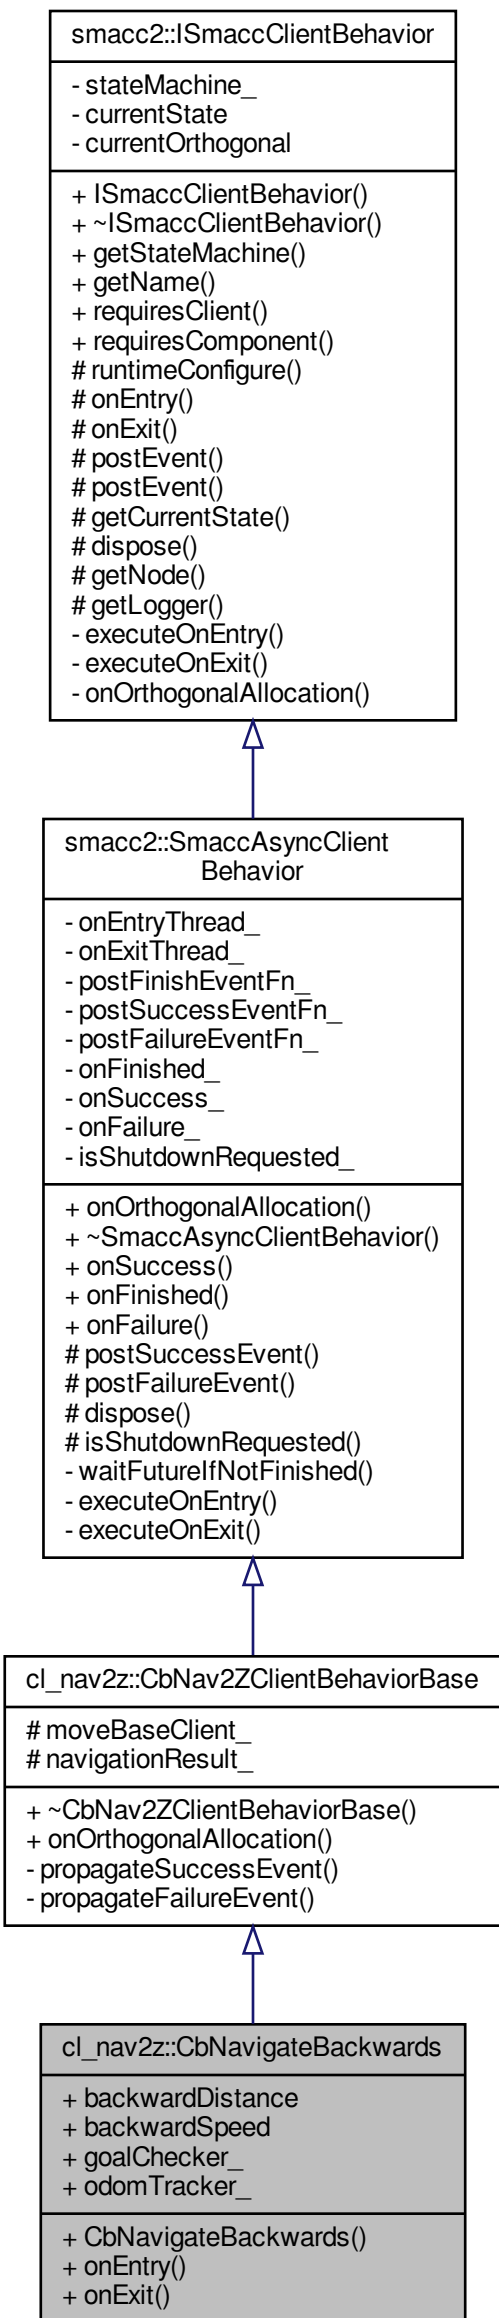 smacc2::ISmaccClientBehavior
- stateMachine_
- currentState
- currentOrthogonal
+ ISmaccClientBehavior()
+ ~ISmaccClientBehavior()
+ getStateMachine()
+ getName()
+ requiresClient()
+ requiresComponent()
# runtimeConfigure()
# onEntry()
# onExit()
# postEvent()
# postEvent()
# getCurrentState()
# dispose()
# getNode()
# getLogger()
- executeOnEntry()
- executeOnExit()
- onOrthogonalAllocation()
smacc2::SmaccAsyncClient
Behavior
- onEntryThread_
- onExitThread_
- postFinishEventFn_
- postSuccessEventFn_
- postFailureEventFn_
- onFinished_
- onSuccess_
- onFailure_
- isShutdownRequested_
+ onOrthogonalAllocation()
+ ~SmaccAsyncClientBehavior()
+ onSuccess()
+ onFinished()
+ onFailure()
# postSuccessEvent()
# postFailureEvent()
# dispose()
# isShutdownRequested()
- waitFutureIfNotFinished()
- executeOnEntry()
- executeOnExit()
cl_nav2z::CbNav2ZClientBehaviorBase
# moveBaseClient_
# navigationResult_
+ ~CbNav2ZClientBehaviorBase()
+ onOrthogonalAllocation()
- propagateSuccessEvent()
- propagateFailureEvent()
cl_nav2z::CbNavigateBackwards
+ backwardDistance
+ backwardSpeed
+ goalChecker_
+ odomTracker_
+ CbNavigateBackwards()
+ onEntry()
+ onExit()